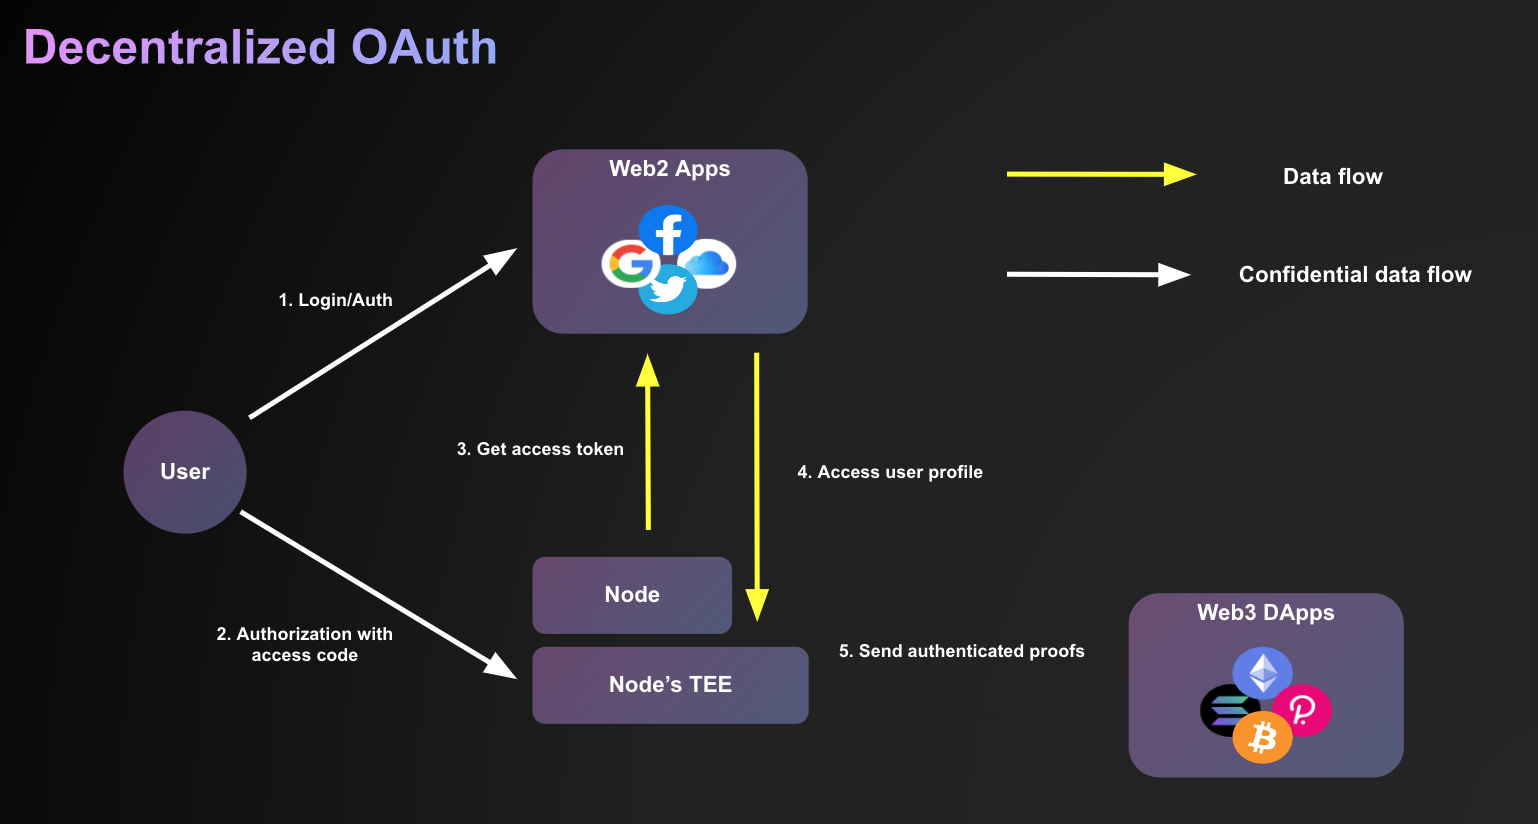 Decentralized OAuth
Web2 Apps
Data flow
Confidential data flow
1. Login/Auth
3. Get access token
4. Access user profile
User
Node
2. Authorization with
access code
Node’s TEE
5. Send authenticated proofs
Web3 DApps